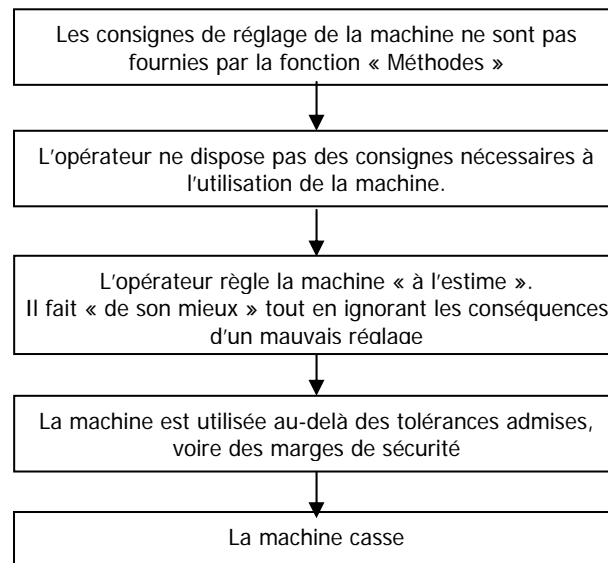 Les consignes de réglage de la machine ne sont pas
fournies par la fonction « Méthodes »
L'opérateur ne dispose pas des consignes nécessaires à
l'utilisation de la machine.
L'opérateur règle la machine « à l'estime ».
Il fait « de son mieux » tout en ignorant les conséquences
d'un mauvais réglage
La machine est utilisée au-delà des tolérances admises,
voire des marges de sécurité
La machine casse